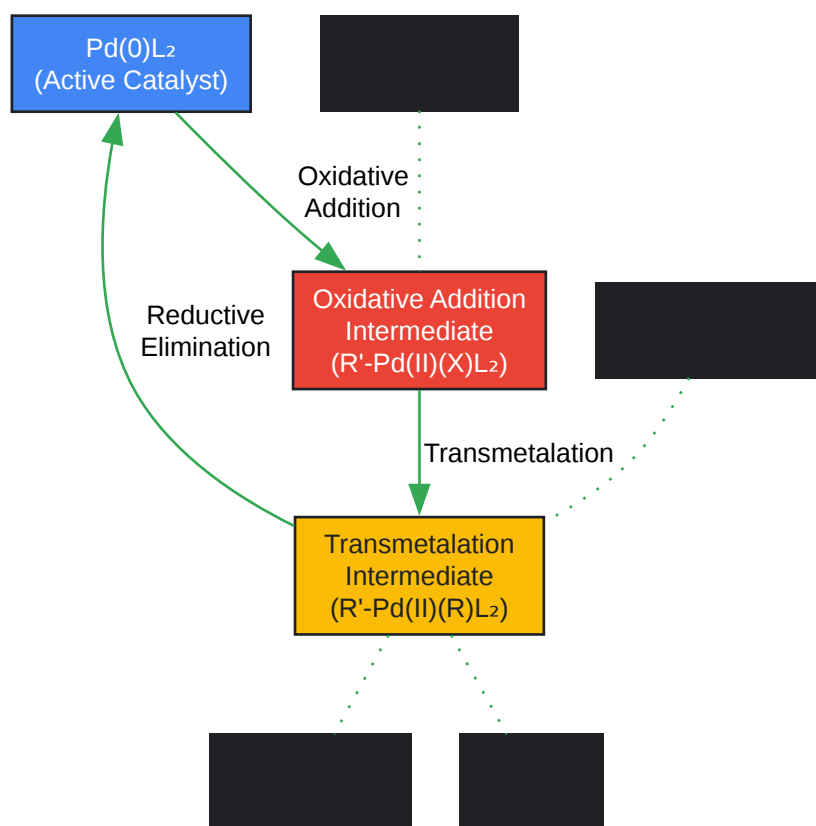 Pd(0)L₂
(Active Catalyst)
Oxidative
Addition
Oxidative Addition
Intermediate
(R'-Pd(II)(X)L₂)
Reductive
Elimination
Transmetalation
Transmetalation
Intermediate
(R'-Pd(II)(R)L₂)